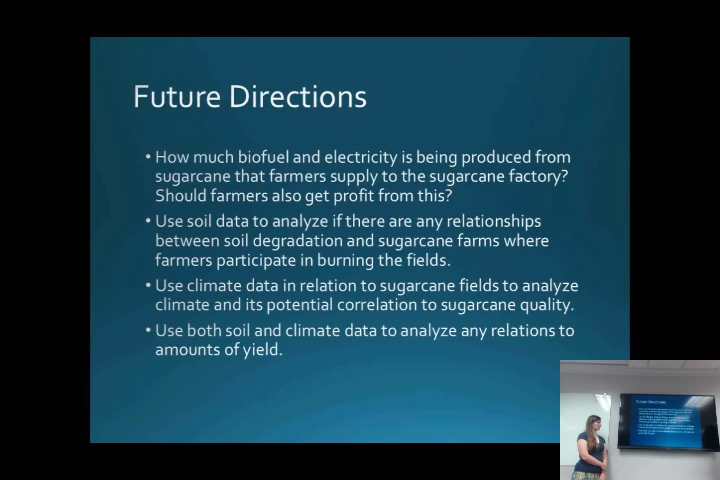 Future Directions
• How much biofuel and electricity is being produced from
sugarcane that farmers supply to the sugarcane factory?
Should farmers also get profit from this?
• Use soil data to analyze if there are any relationships
between soil degradation and sugarcane farms where
farmers participate in burning the fields.
• Use climate data in relation to sugarcane fields to analyze
climate and its potential correlation to sugarcane quality.
• Use both soil and climate data to analyze any relations to
amounts of yield.
Future Directions